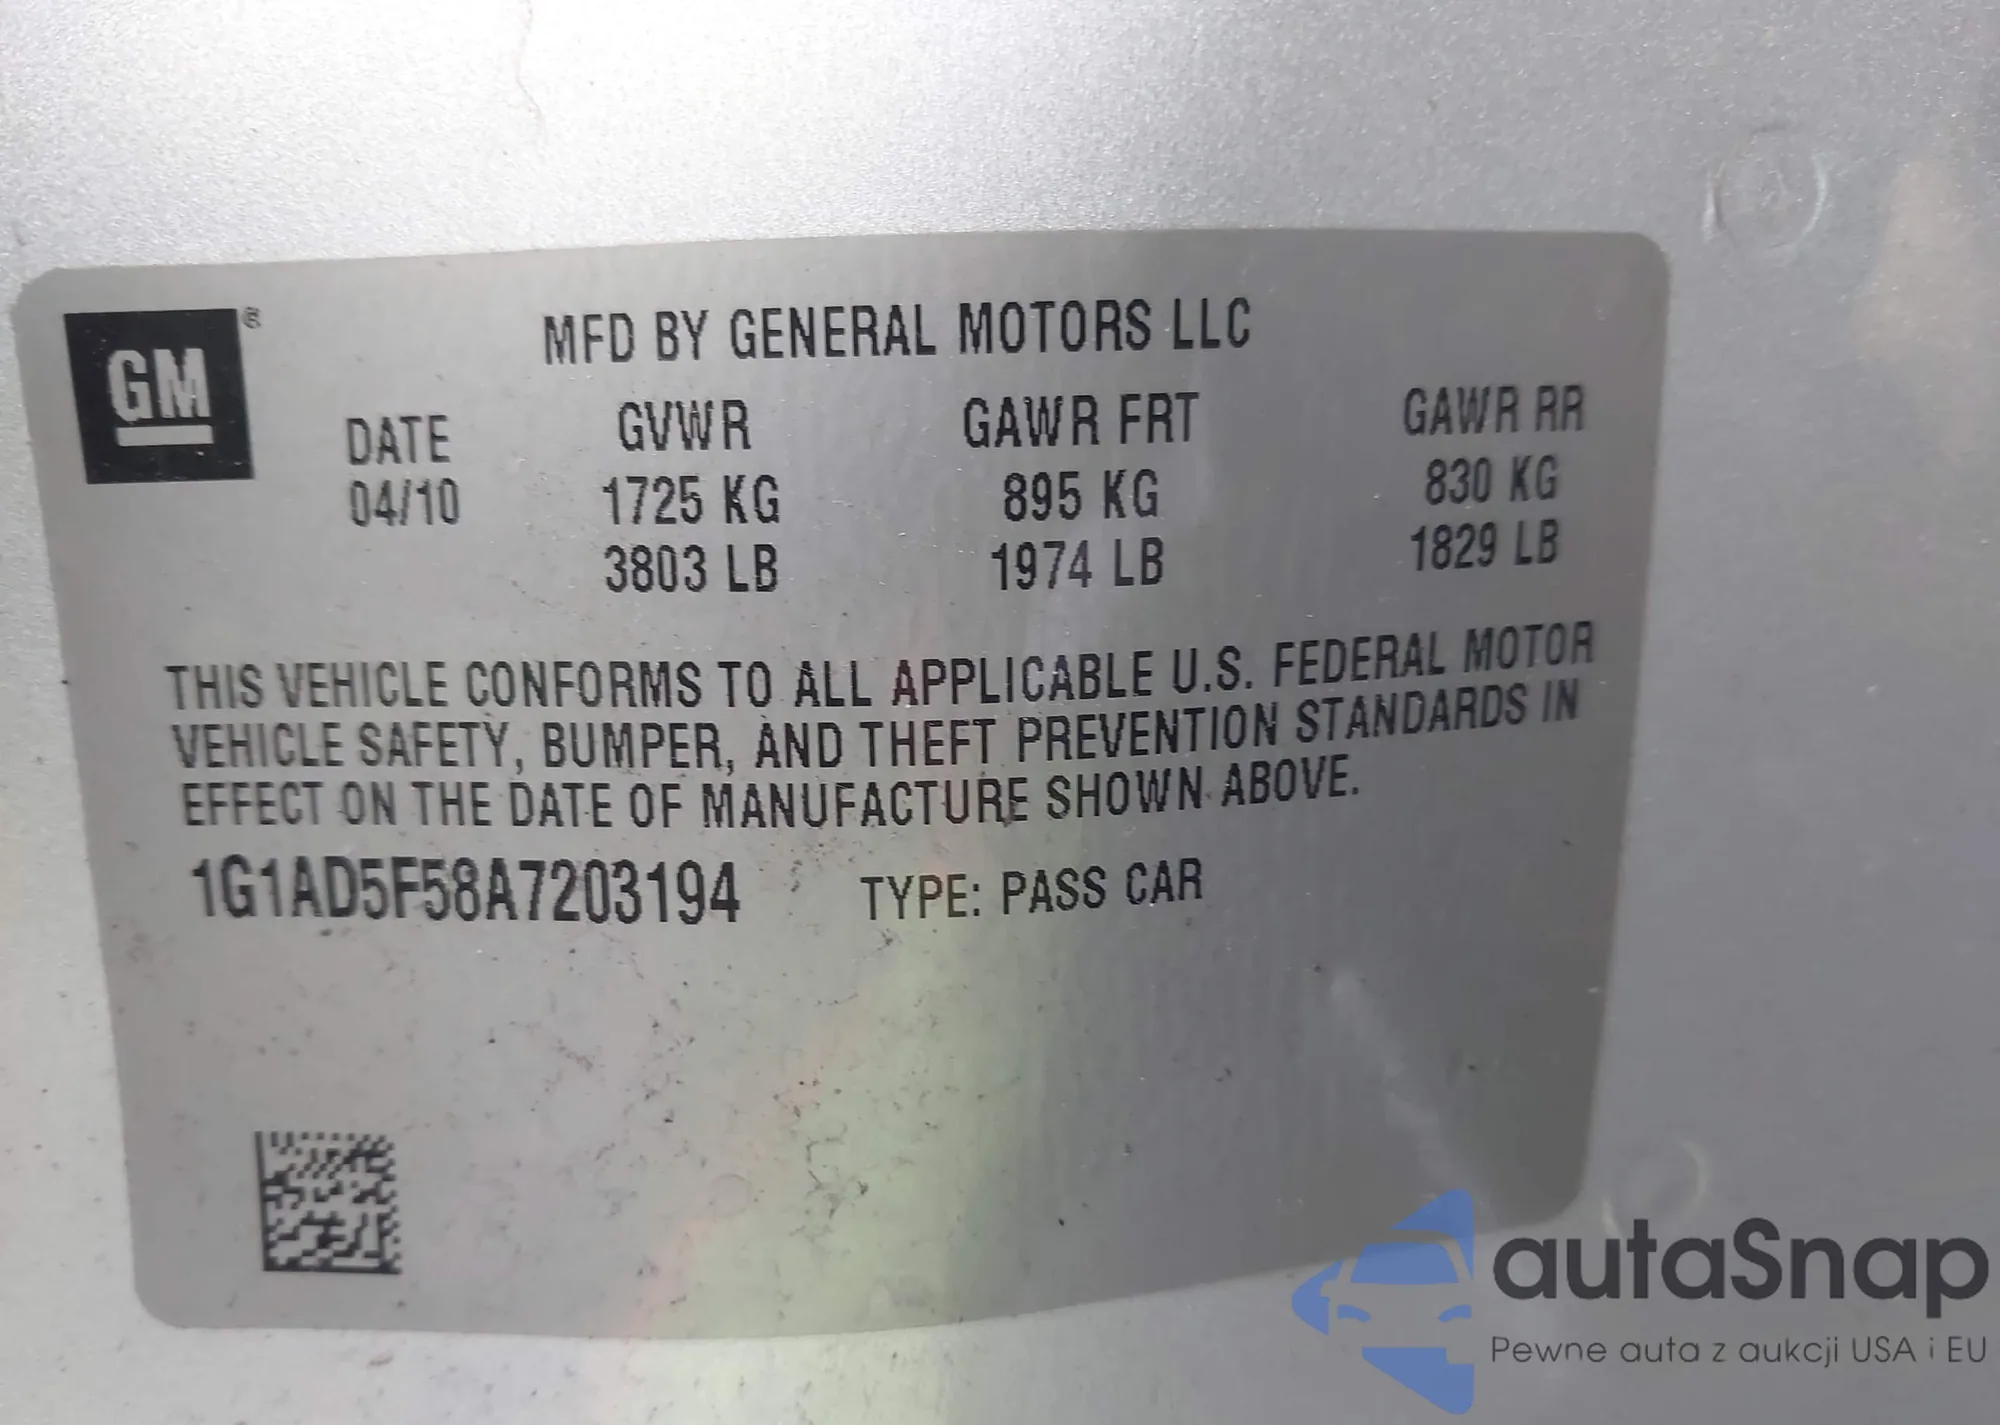 GM®
MFD BY GENERAL MOTORS LLC
DATE GVWR GAWR FRT GAWR RR
04/10 1725 KG 895 KG 830 KG
3803 LB 1974 LB 1829 LB
THIS VEHICLE CONFORMS TO ALL APPLICABLE U.S. FEDERAL MOTOR
VEHICLE SAFETY, BUMPER, AND THEFT PREVENTION STANDARDS IN
EFFECT ON THE DATE OF MANUFACTURE SHOWN ABOVE.
1G1AD5F58A7203194 TYPE: PASS CAR
autaSnap
Pewne auta z aukcji USA i EU